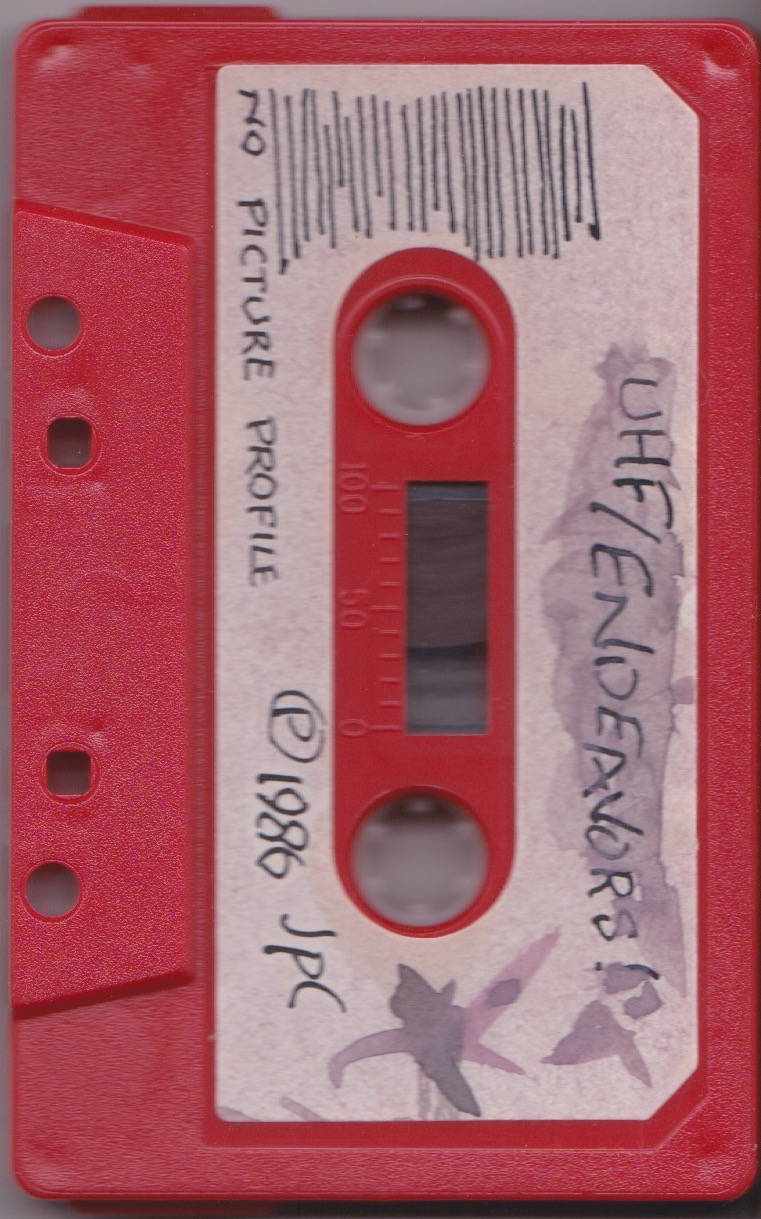 UHF/ENDEAVORS!
100 50 0
NO PICTURE PROFILE ℗1986 JPC